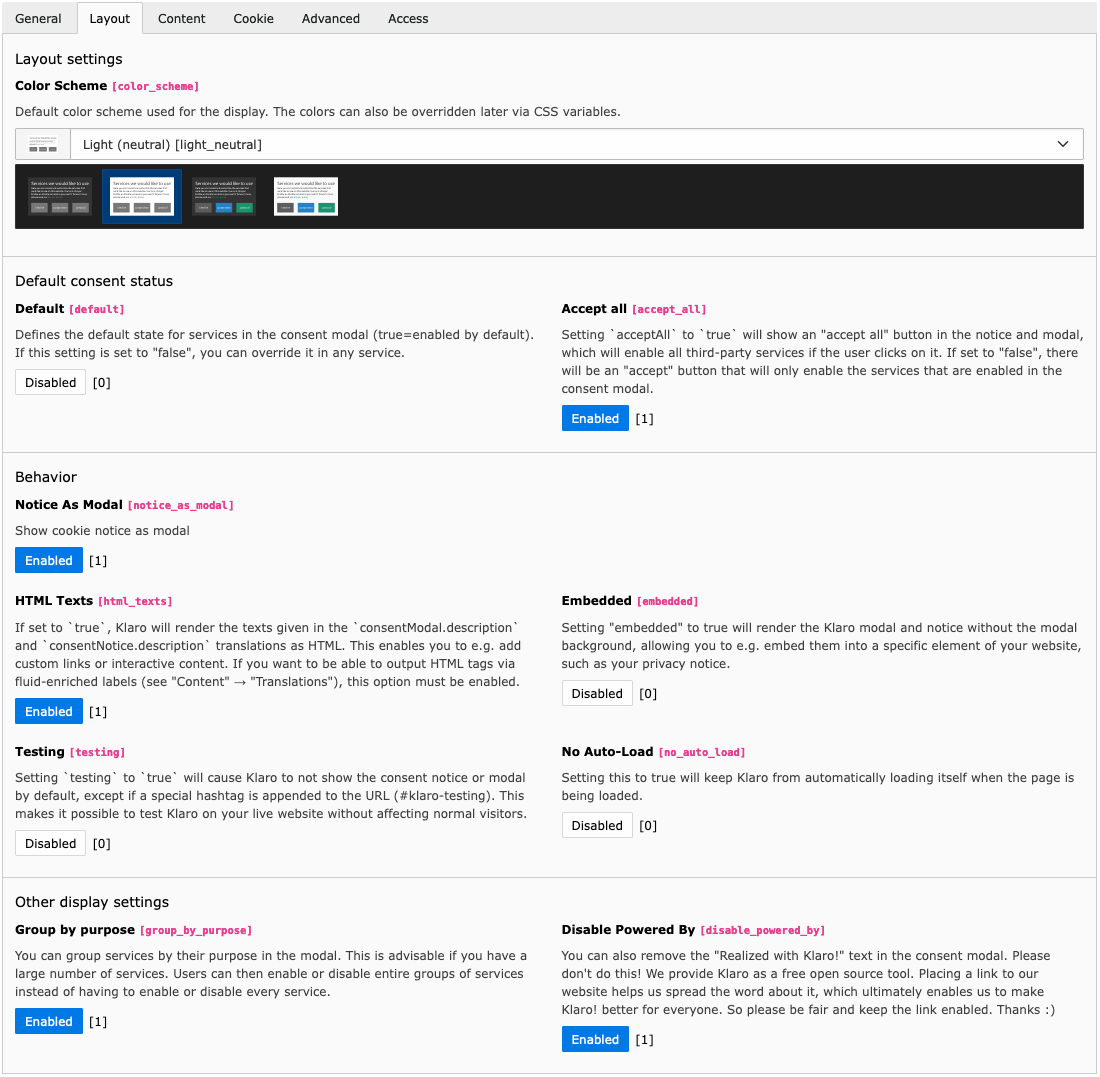 General Layout Content Cookie Advanced Access
Layout settings
Color Scheme [color_scheme]
Default color scheme used for the display. The colors can also be overridden later via CSS variables.
Light (neutral) [light_neutral]
Services we would like to use
Services we would like to use
Services we would like to use
Services we would like to use
Default consent status
Default [default]
Defines the default state for services in the consent modal (true=enabled by default).
If this setting is set to "false", you can override it in any service.
Disabled [0]
Accept all [accept_all]
Setting `acceptAll` to `true` will show an "accept all" button in the notice and modal,
which will enable all third-party services if the user clicks on it. If set to "false", there
will be an "accept" button that will only enable the services that are enabled in the
consent modal.
Enabled [1]
Behavior
Notice As Modal [notice_as_modal]
Show cookie notice as modal
Enabled [1]
HTML Texts [html_texts]
If set to `true`, Klaro will render the texts given in the `consentModal.description`
and `consentNotice.description` translations as HTML. This enables you to e.g. add
custom links or interactive content. If you want to be able to output HTML tags via
fluid-enriched labels (see "Content" → "Translations"), this option must be enabled.
Enabled [1]
Embedded [embedded]
Setting "embedded" to true will render the Klaro modal and notice without the modal
background, allowing you to e.g. embed them into a specific element of your website,
such as your privacy notice.
Disabled [0]
Testing [testing]
Setting `testing` to `true` will cause Klaro to not show the consent notice or modal
by default, except if a special hashtag is appended to the URL (#klaro-testing). This
makes it possible to test Klaro on your live website without affecting normal visitors.
Disabled [0]
No Auto-Load [no_auto_load]
Setting this to true will keep Klaro from automatically loading itself when the page is
being loaded.
Disabled [0]
Other display settings
Group by purpose [group_by_purpose]
You can group services by their purpose in the modal. This is advisable if you have a
large number of services. Users can then enable or disable entire groups of services
instead of having to enable or disable every service.
Enabled [1]
Disable Powered By [disable_powered_by]
You can also remove the "Realized with Klaro!" text in the consent modal. Please
don't do this! We provide Klaro as a free open source tool. Placing a link to our
website helps us spread the word about it, which ultimately enables us to make
Klaro! better for everyone. So please be fair and keep the link enabled. Thanks :)
Enabled [1]